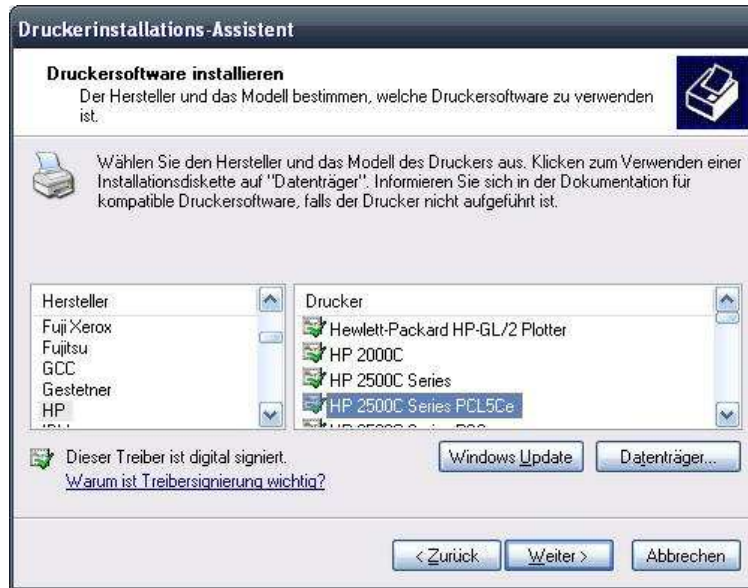 Druckerinstallations-Assistent
Druckersoftware installieren
Der Hersteller und das Modell bestimmen, welche Druckersoftware zu verwenden
ist.
Wählen Sie den Hersteller und das Modell des Druckers aus. Klicken zum Verwenden einer
Installationsdiskette auf "Datenträger". Informieren Sie sich in der Dokumentation für
kompatible Druckersoftware, falls der Drucker nicht aufgeführt ist.
Hersteller
Fuji Xerox
Fujitsu
GCC
Gestetner
HP
Drucker
Hewlett-Packard HP-GL/2 Plotter
HP 2000C
HP 2500C Series
HP 2500C Series PCL5Ce
Dieser Treiber ist digital signiert.
Warum ist Treibersignierung wichtig?
Windows Update
Datenträger...
< Zurück
Weiter >
Abbrechen